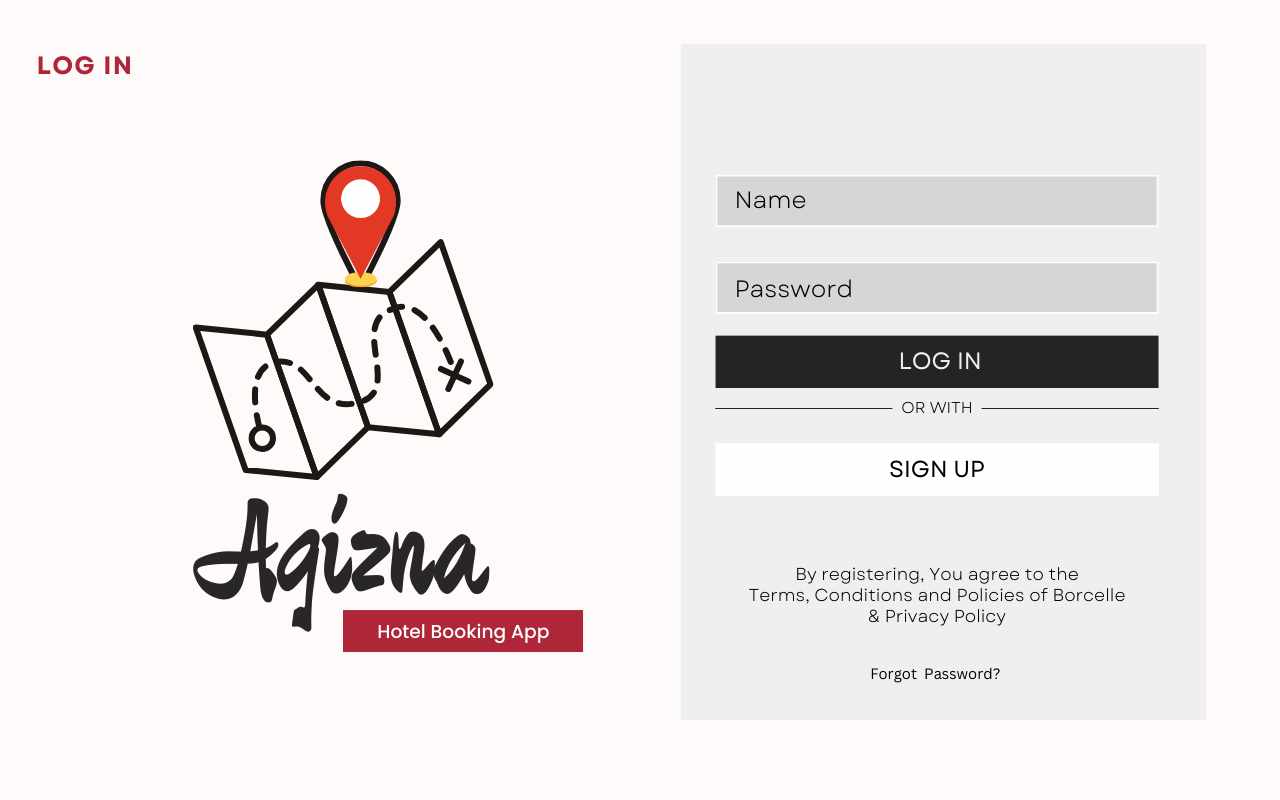 LOG IN
Agizna
Hotel Booking App
Name
Password
LOG IN
OR WITH
SIGN UP
By registering, You agree to the
Terms, Conditions and Policies of Borcelle
& Privacy Policy
Forgot Password?